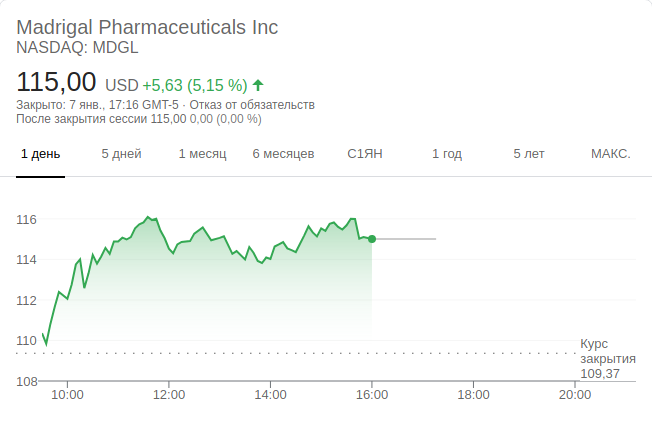 Madrigal Pharmaceuticals Inc
NASDAQ: MDGL
115,00 USD +5,63 (5,15 %)
Закрыто: 7 янв., 17:16 GMT-5 · Отказ от обязательств
После закрытия сессии 115,00 0,00 (0,00 %)
1 день 5 дней 1 месяц 6 месяцев С1ЯН 1 год 5 лет МАКС.
116
114
112
110
Курс
закрытия
109,37
108
10:00 12:00 14:00 16:00 18:00 20:00